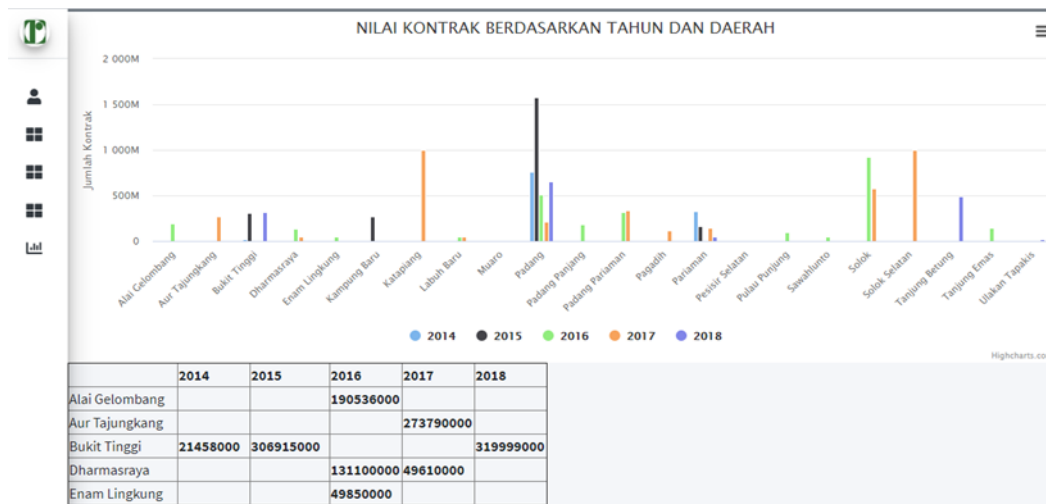 NILAI KONTRAK BERDASARKAN TAHUN DAN DAERAH
Jumlah Kontrak
2 000M
1 500M
1 000M
500M
0
Alai Gelombang
Aur Tajungkang
Bukit Tinggi
Dharmasraya
Enam Lingkung
Kampung Baru
Katapiang
Labuh Baru
Muaro
Padang
Padang Panjang
Padang Pariaman
Pagadih
Pariaman
Pesisir Selatan
Pulau Punjung
Sawahlunto
Solok
Solok Selatan
Tanjung Betung
Tanjung Emas
Ulakan Tapakis
2014 2015 2016 2017 2018
Highcharts.co
2014 2015 2016 2017 2018
Alai Gelombang 190536000
Aur Tajungkang 273790000
Bukit Tinggi 21458000 306915000 319999000
Dharmasraya 131100000 49610000
Enam Lingkung 49850000